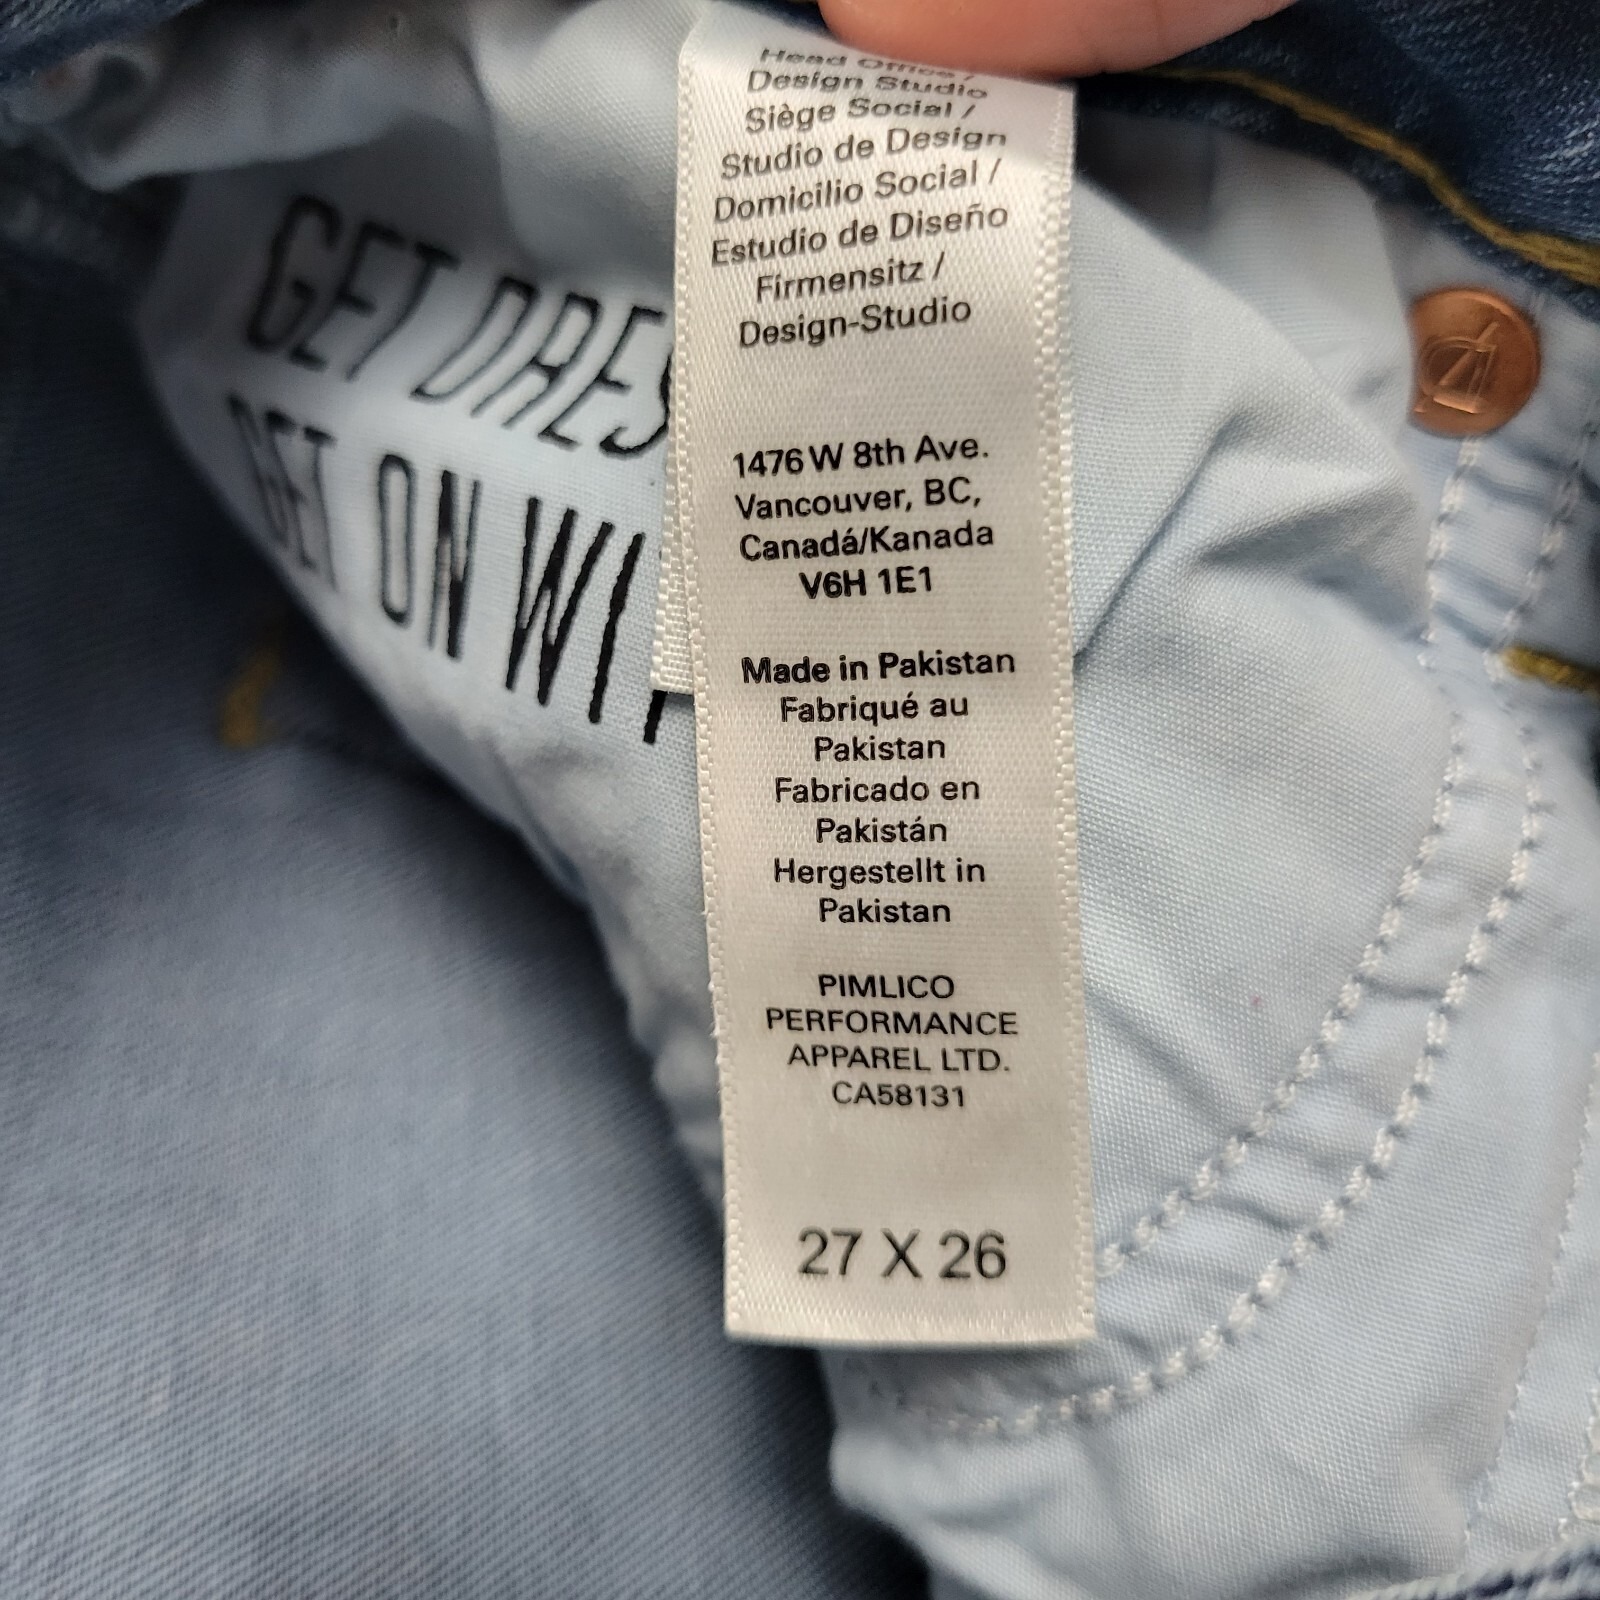 Head Office /
Design Studio
Siège Social /
Studio de Design
Domicilio Social /
Estudio de Diseño
Firmensitz /
Design-Studio
1476 W 8th Ave.
Vancouver, BC,
Canadá/Kanada
V6H 1E1
Made in Pakistan
Fabriqué au
Pakistan
Fabricado en
Pakistán
Hergestellt in
Pakistan
PIMLICO
PERFORMANCE
APPAREL LTD.
CA58131
27 X 26
GET DRES
GET ON WIT